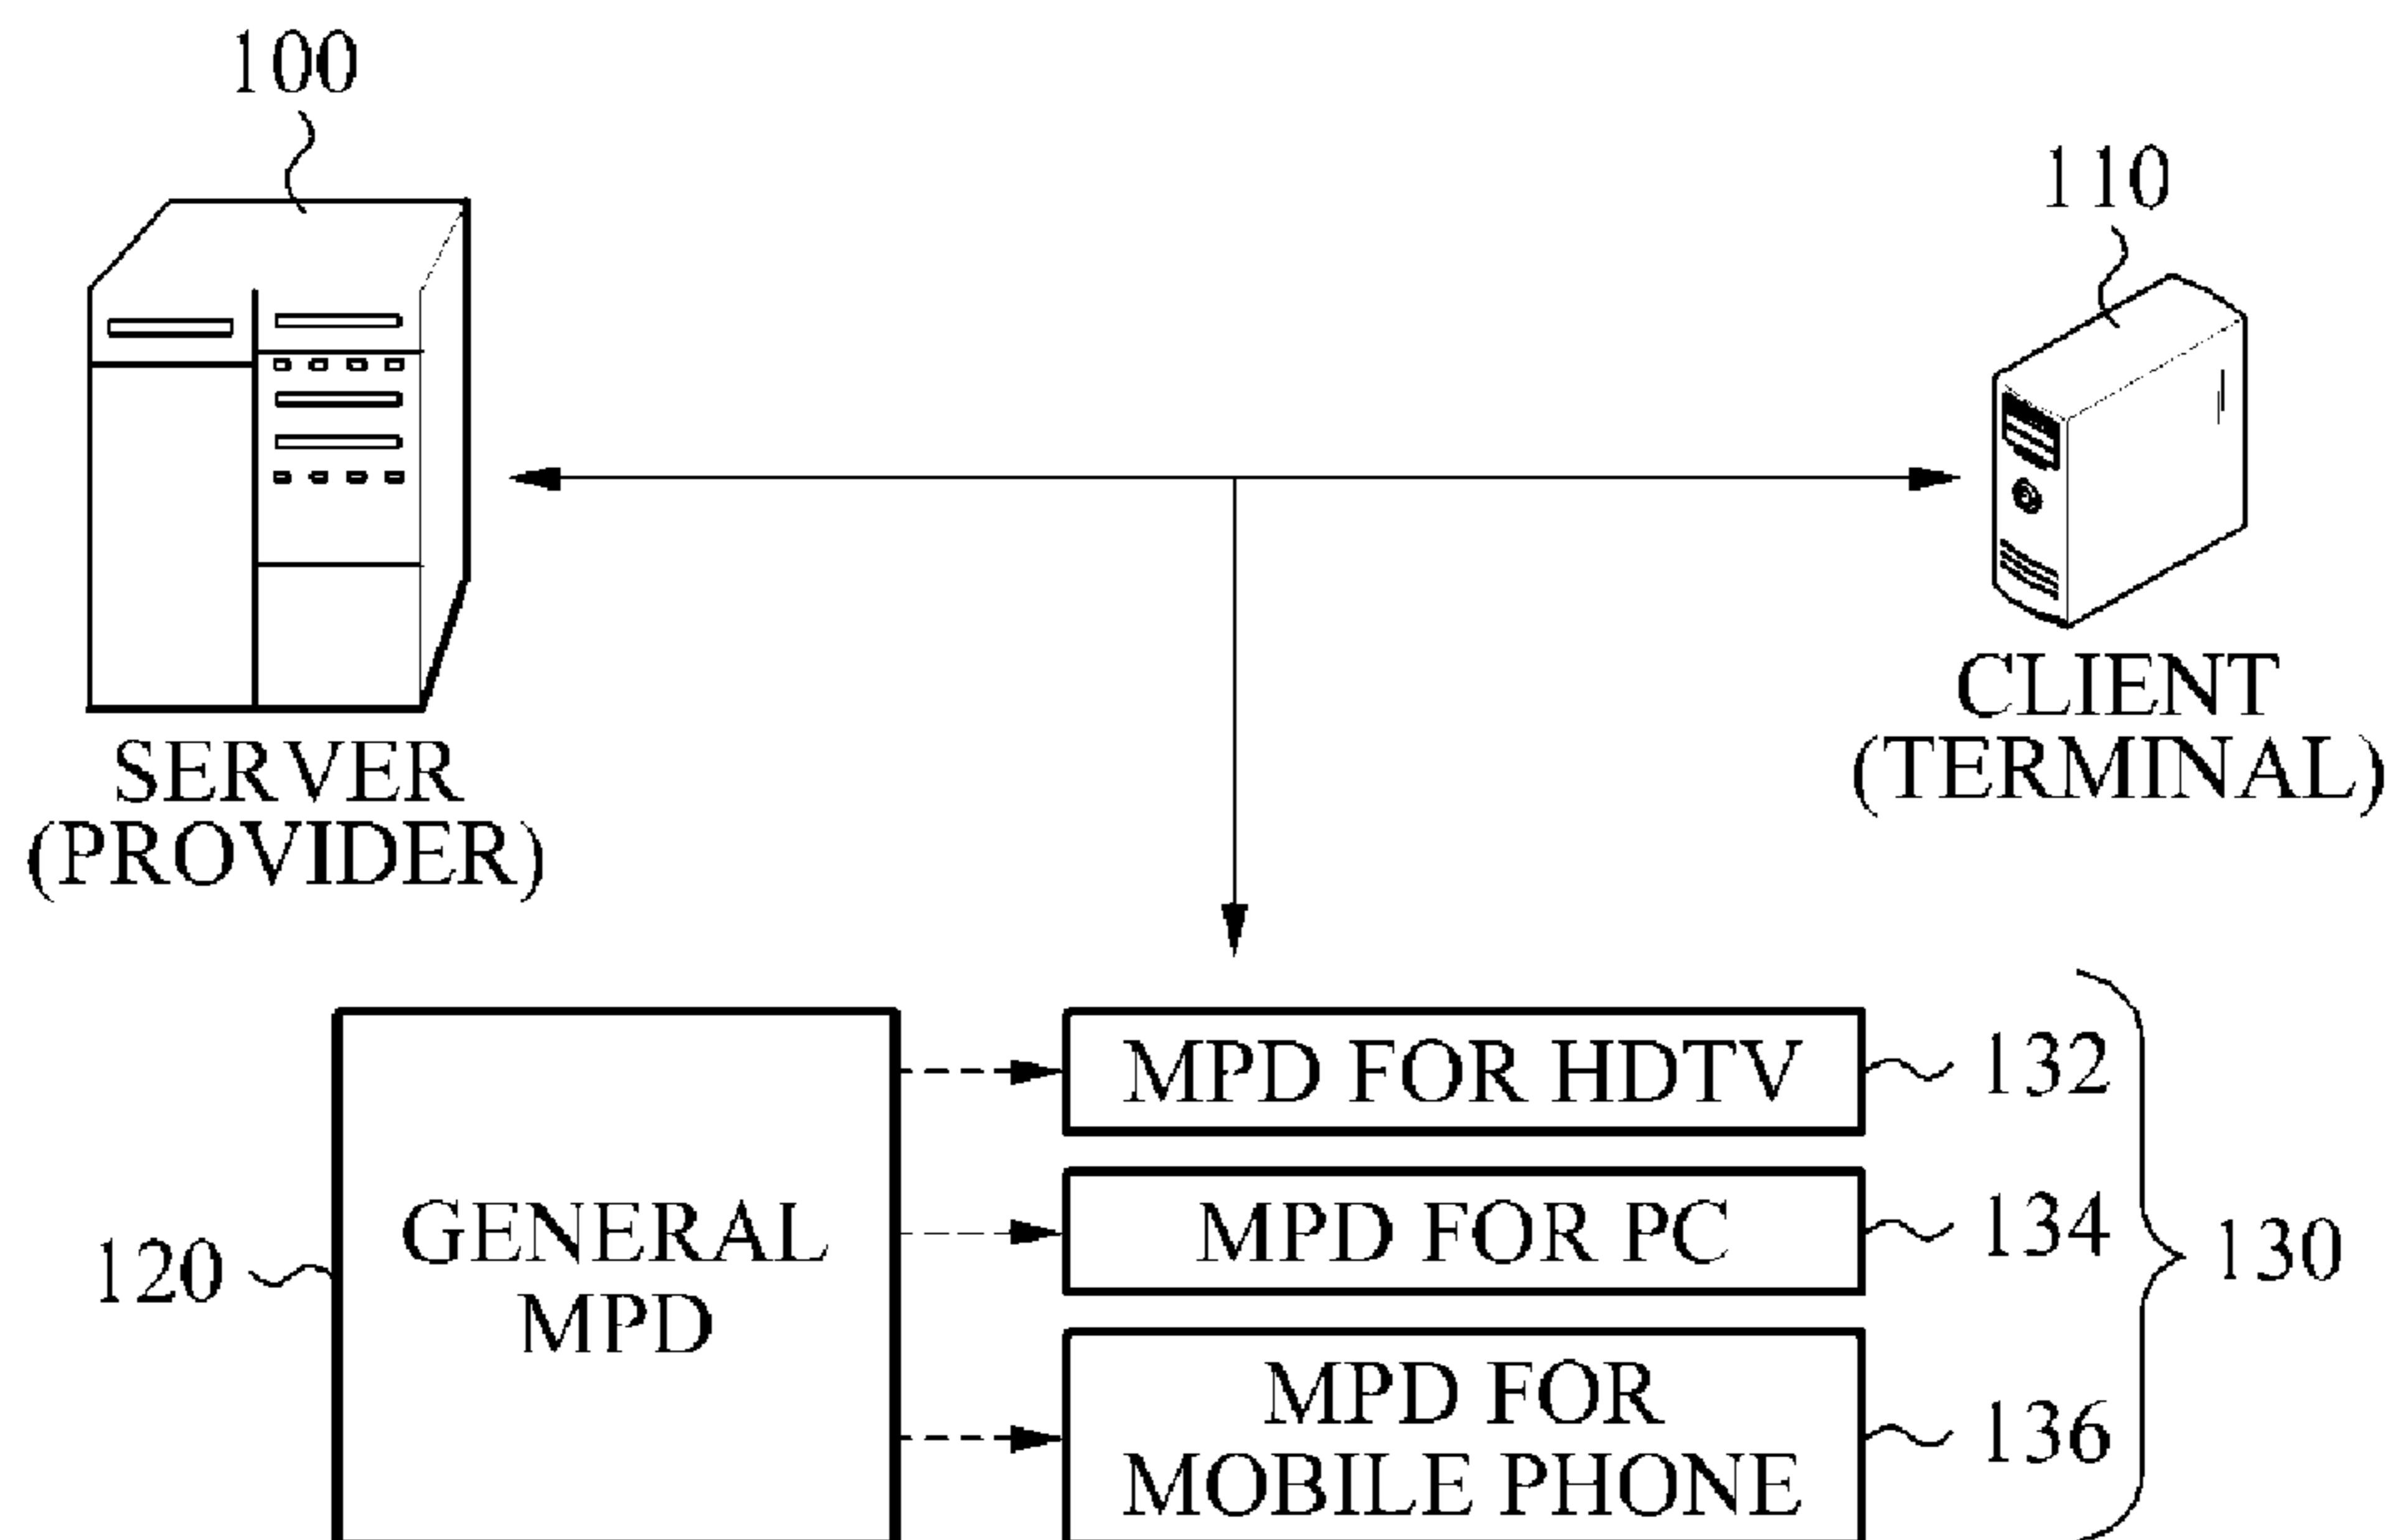 100
110
SERVER
(PROVIDER)
CLIENT
(TERMINAL)
120
GENERAL
MPD
MPD FOR HDTV
132
MPD FOR PC
134
MPD FOR
MOBILE PHONE
136
130